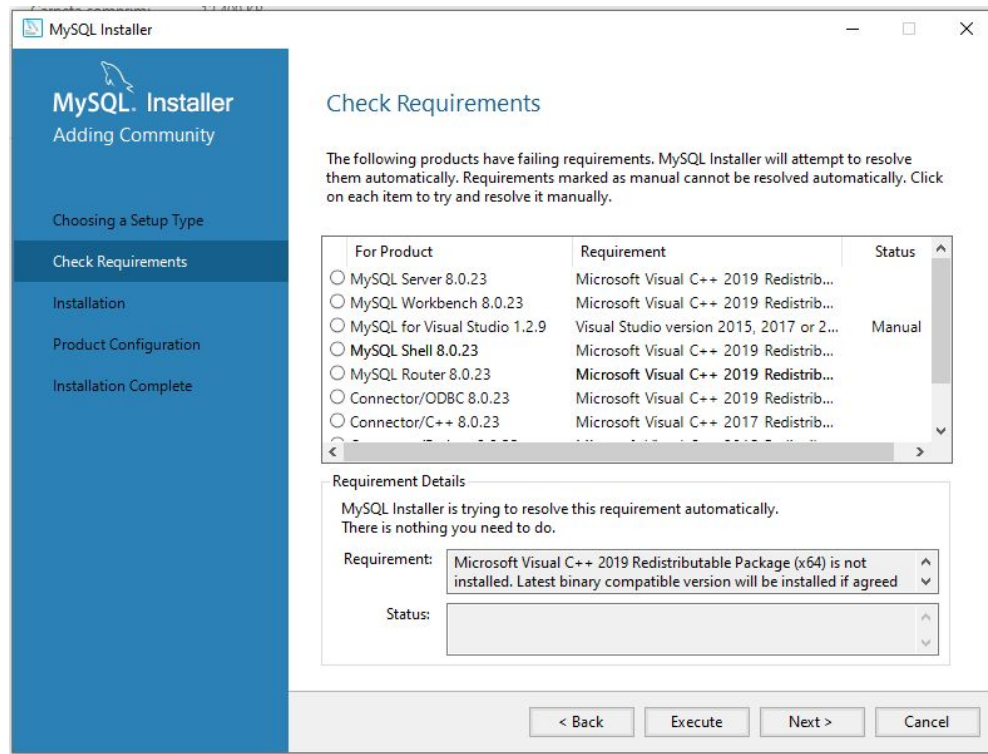 Carpeta comprim... 12.400 KB
MySQL Installer
MySQL. Installer
Adding Community
Choosing a Setup Type
Check Requirements
Installation
Product Configuration
Installation Complete
Check Requirements
The following products have failing requirements. MySQL Installer will attempt to resolve
them automatically. Requirements marked as manual cannot be resolved automatically. Click
on each item to try and resolve it manually.
For Product Requirement Status
MySQL Server 8.0.23 Microsoft Visual C++ 2019 Redistrib...
MySQL Workbench 8.0.23 Microsoft Visual C++ 2019 Redistrib...
MySQL for Visual Studio 1.2.9 Visual Studio version 2015, 2017 or 2... Manual
MySQL Shell 8.0.23 Microsoft Visual C++ 2019 Redistrib...
MySQL Router 8.0.23 Microsoft Visual C++ 2019 Redistrib...
Connector/ODBC 8.0.23 Microsoft Visual C++ 2019 Redistrib...
Connector/C++ 8.0.23 Microsoft Visual C++ 2017 Redistrib...
Requirement Details
MySQL Installer is trying to resolve this requirement automatically.
There is nothing you need to do.
Requirement: Microsoft Visual C++ 2019 Redistributable Package (x64) is not
installed. Latest binary compatible version will be installed if agreed
Status:
< Back Execute Next > Cancel